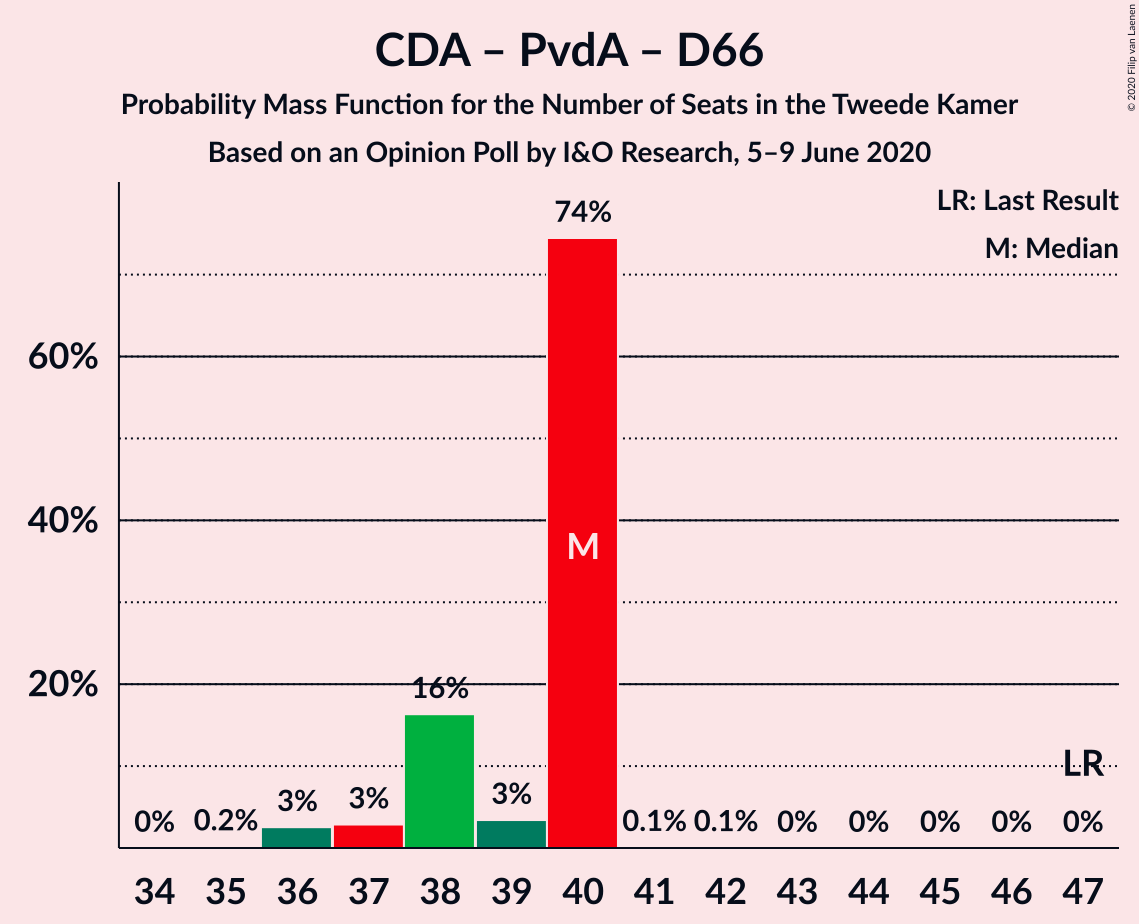 CDA – PvdA – D66
Probability Mass Function for the Number of Seats in the Tweede Kamer
Based on an Opinion Poll by I&O Research, 5–9 June 2020
© 2020 Filip van Laenen
LR: Last Result
M: Median
74%
60%
40%
M
20%
16%
LR
0% 0.2% 3% 3% 3% 0.1% 0.1% 0% 0% 0% 0% 0%
34 35 36 37 38 39 40 41 42 43 44 45 46 47